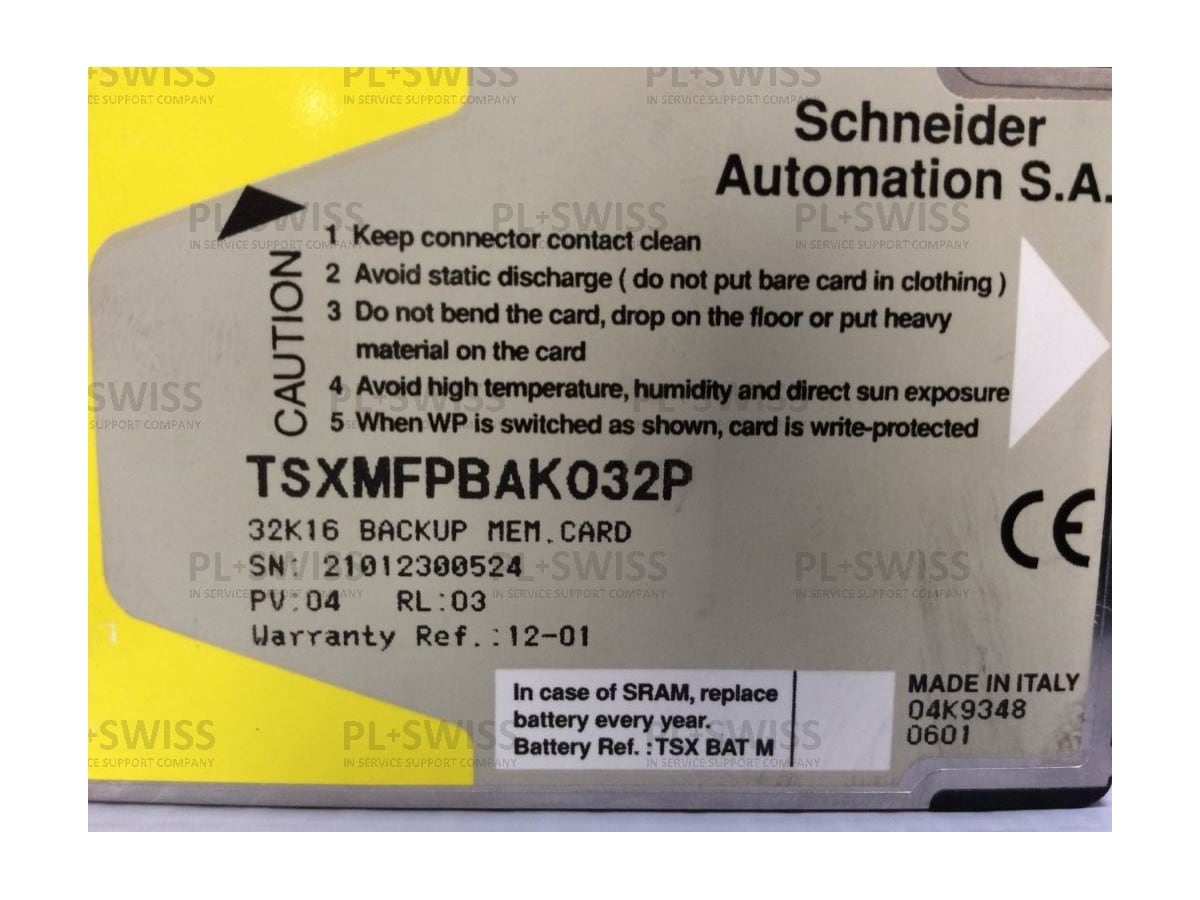 Schneider
Automation S.A.
CAUTION
1 Keep connector contact clean
2 Avoid static discharge ( do not put bare card in clothing )
3 Do not bend the card, drop on the floor or put heavy
material on the card
4 Avoid high temperature, humidity and direct sun exposure
5 When WP is switched as shown, card is write-protected
TSXMFPBAK032P
32K16 BACKUP MEM.CARD
SN: 21012300524
PV:04 RL:03
Warranty Ref.:12-01
CE
In case of SRAM, replace
battery every year.
Battery Ref. : TSX BAT M
MADE IN ITALY
04K9348
0601
PL+SWISS
IN SERVICE SUPPORT COMPANY